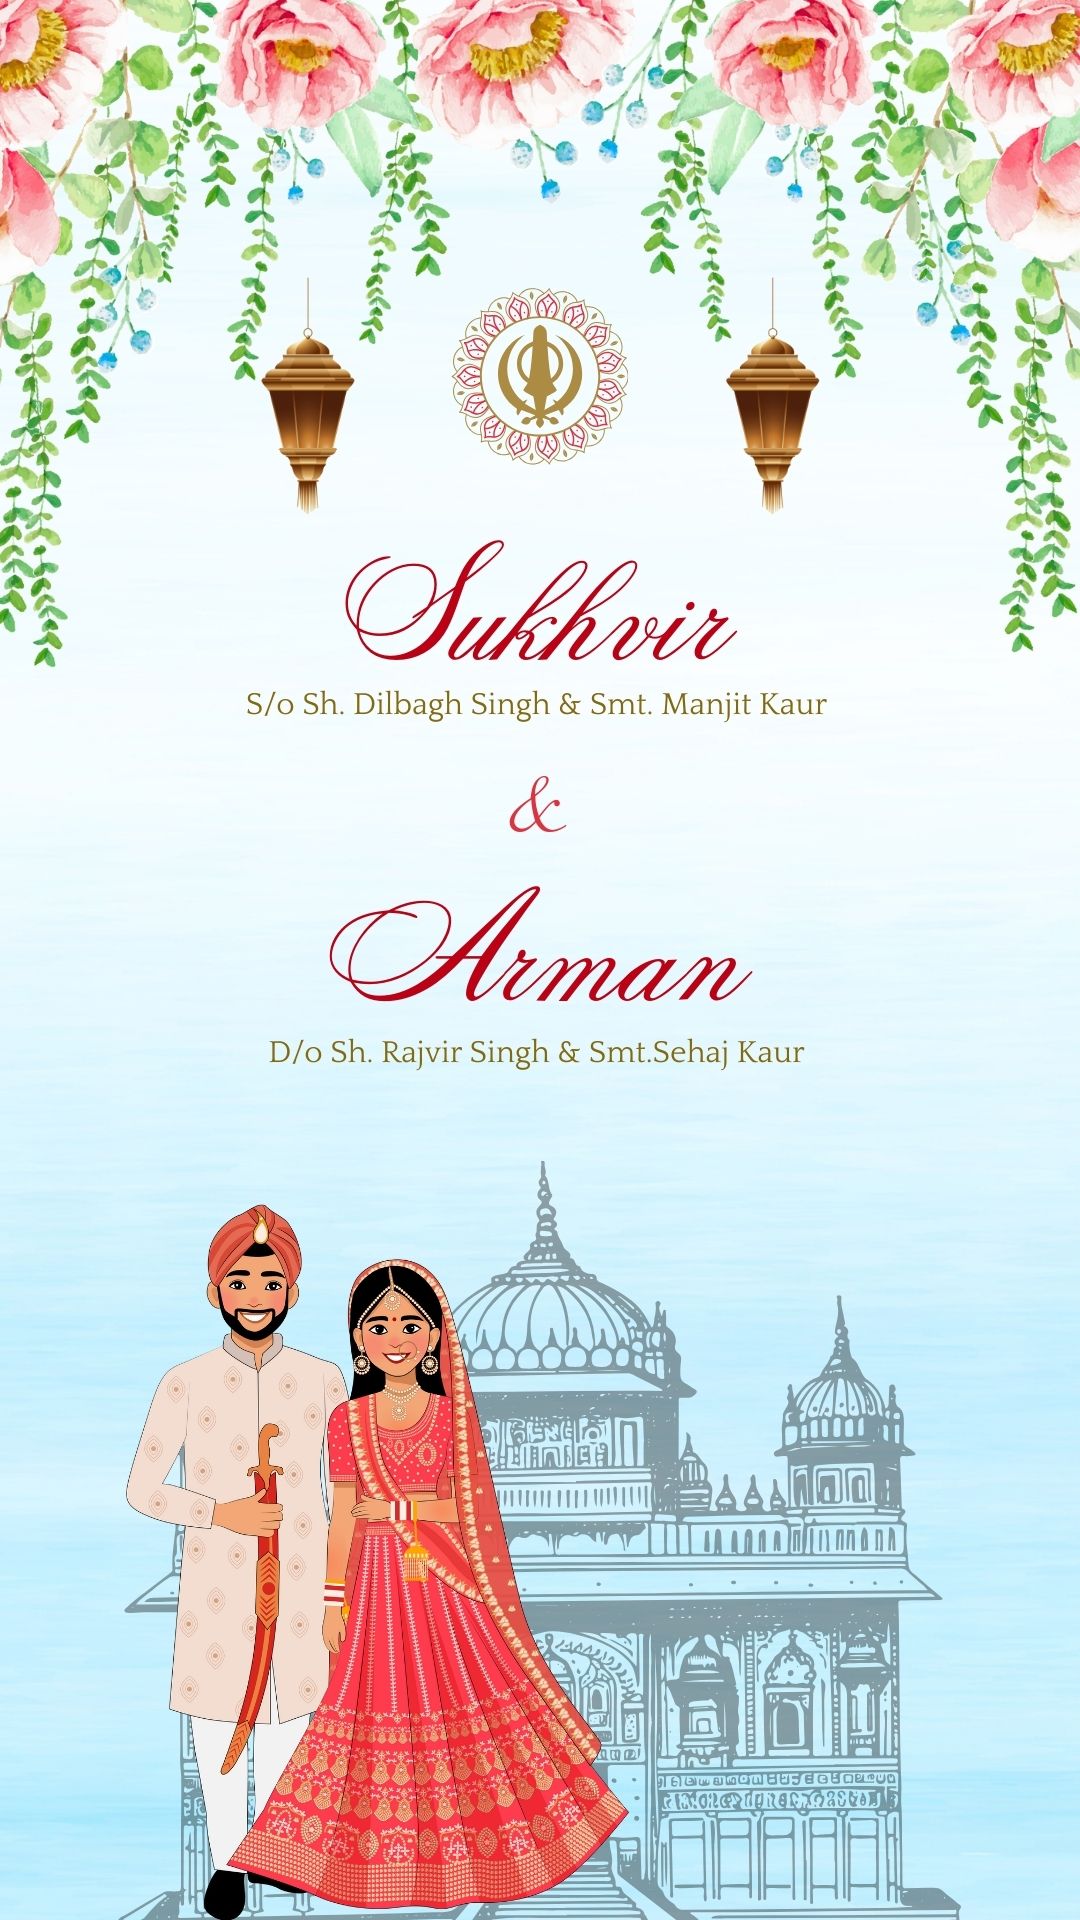 Sukhvir
S/o Sh. Dilbagh Singh & Smt. Manjit Kaur
&
Arman
D/o Sh. Rajvir Singh & Smt.Sehaj Kaur